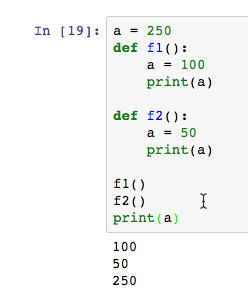 In [19]: a = 250
def f1():
    a = 100
    print(a)

def f2():
    a = 50
    print(a)

f1()
f2()
print(a)
100
50
250